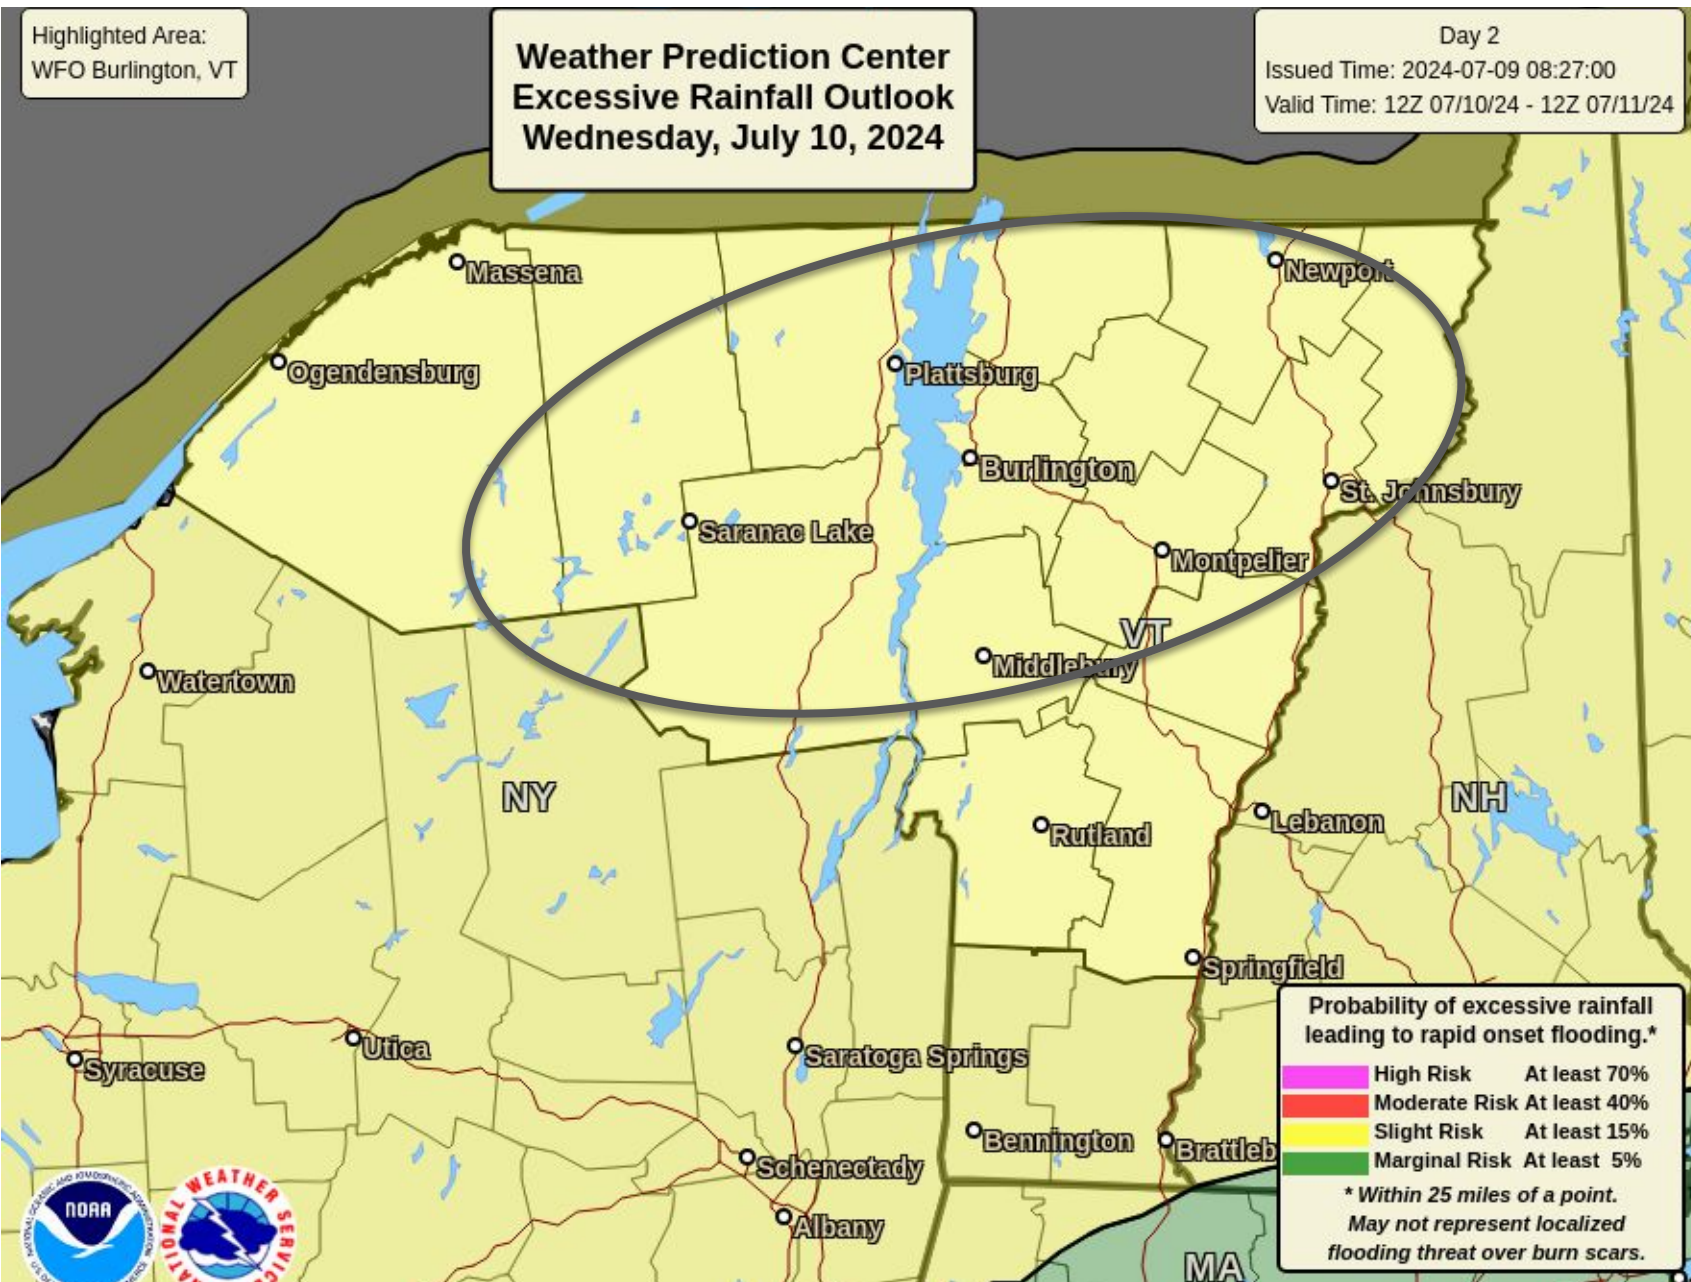 Highlighted Area:
WFO Burlington, VT
Weather Prediction Center
Excessive Rainfall Outlook
Wednesday, July 10, 2024
Day 2
Issued Time: 2024-07-09 08:27:00
Valid Time: 12Z 07/10/24 - 12Z 07/11/24
Massena
Newport
Ogendensburg
Plattsburg
Burlington
St. Johnsbury
Saranac Lake
Montpelier
VT
Middlebury
Watertown
NY
NH
Lebanon
Rutland
Springfield
Utica
Saratoga Springs
Syracuse
Bennington
Brattleb
Schenectady
Albany
MA
Probability of excessive rainfall
leading to rapid onset flooding.*
High Risk At least 70%
Moderate Risk At least 40%
Slight Risk At least 15%
Marginal Risk At least 5%
* Within 25 miles of a point.
May not represent localized
flooding threat over burn scars.
NOAA
NATIONAL WEATHER SERVICE